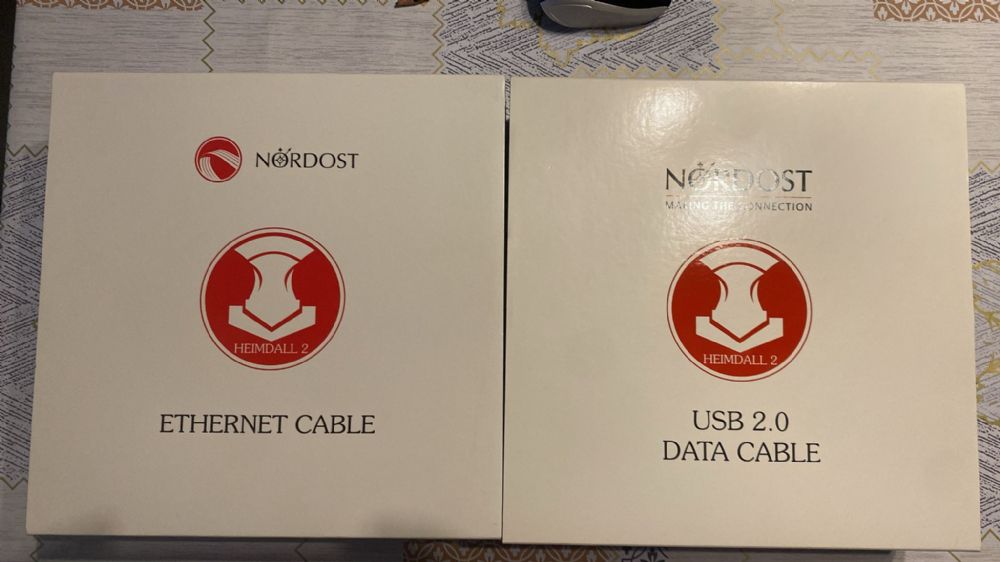 NORDOST
HEIMDALL 2
ETHERNET CABLE
NORDOST
MAKING THE CONNECTION
HEIMDALL 2
USB 2.0
DATA CABLE